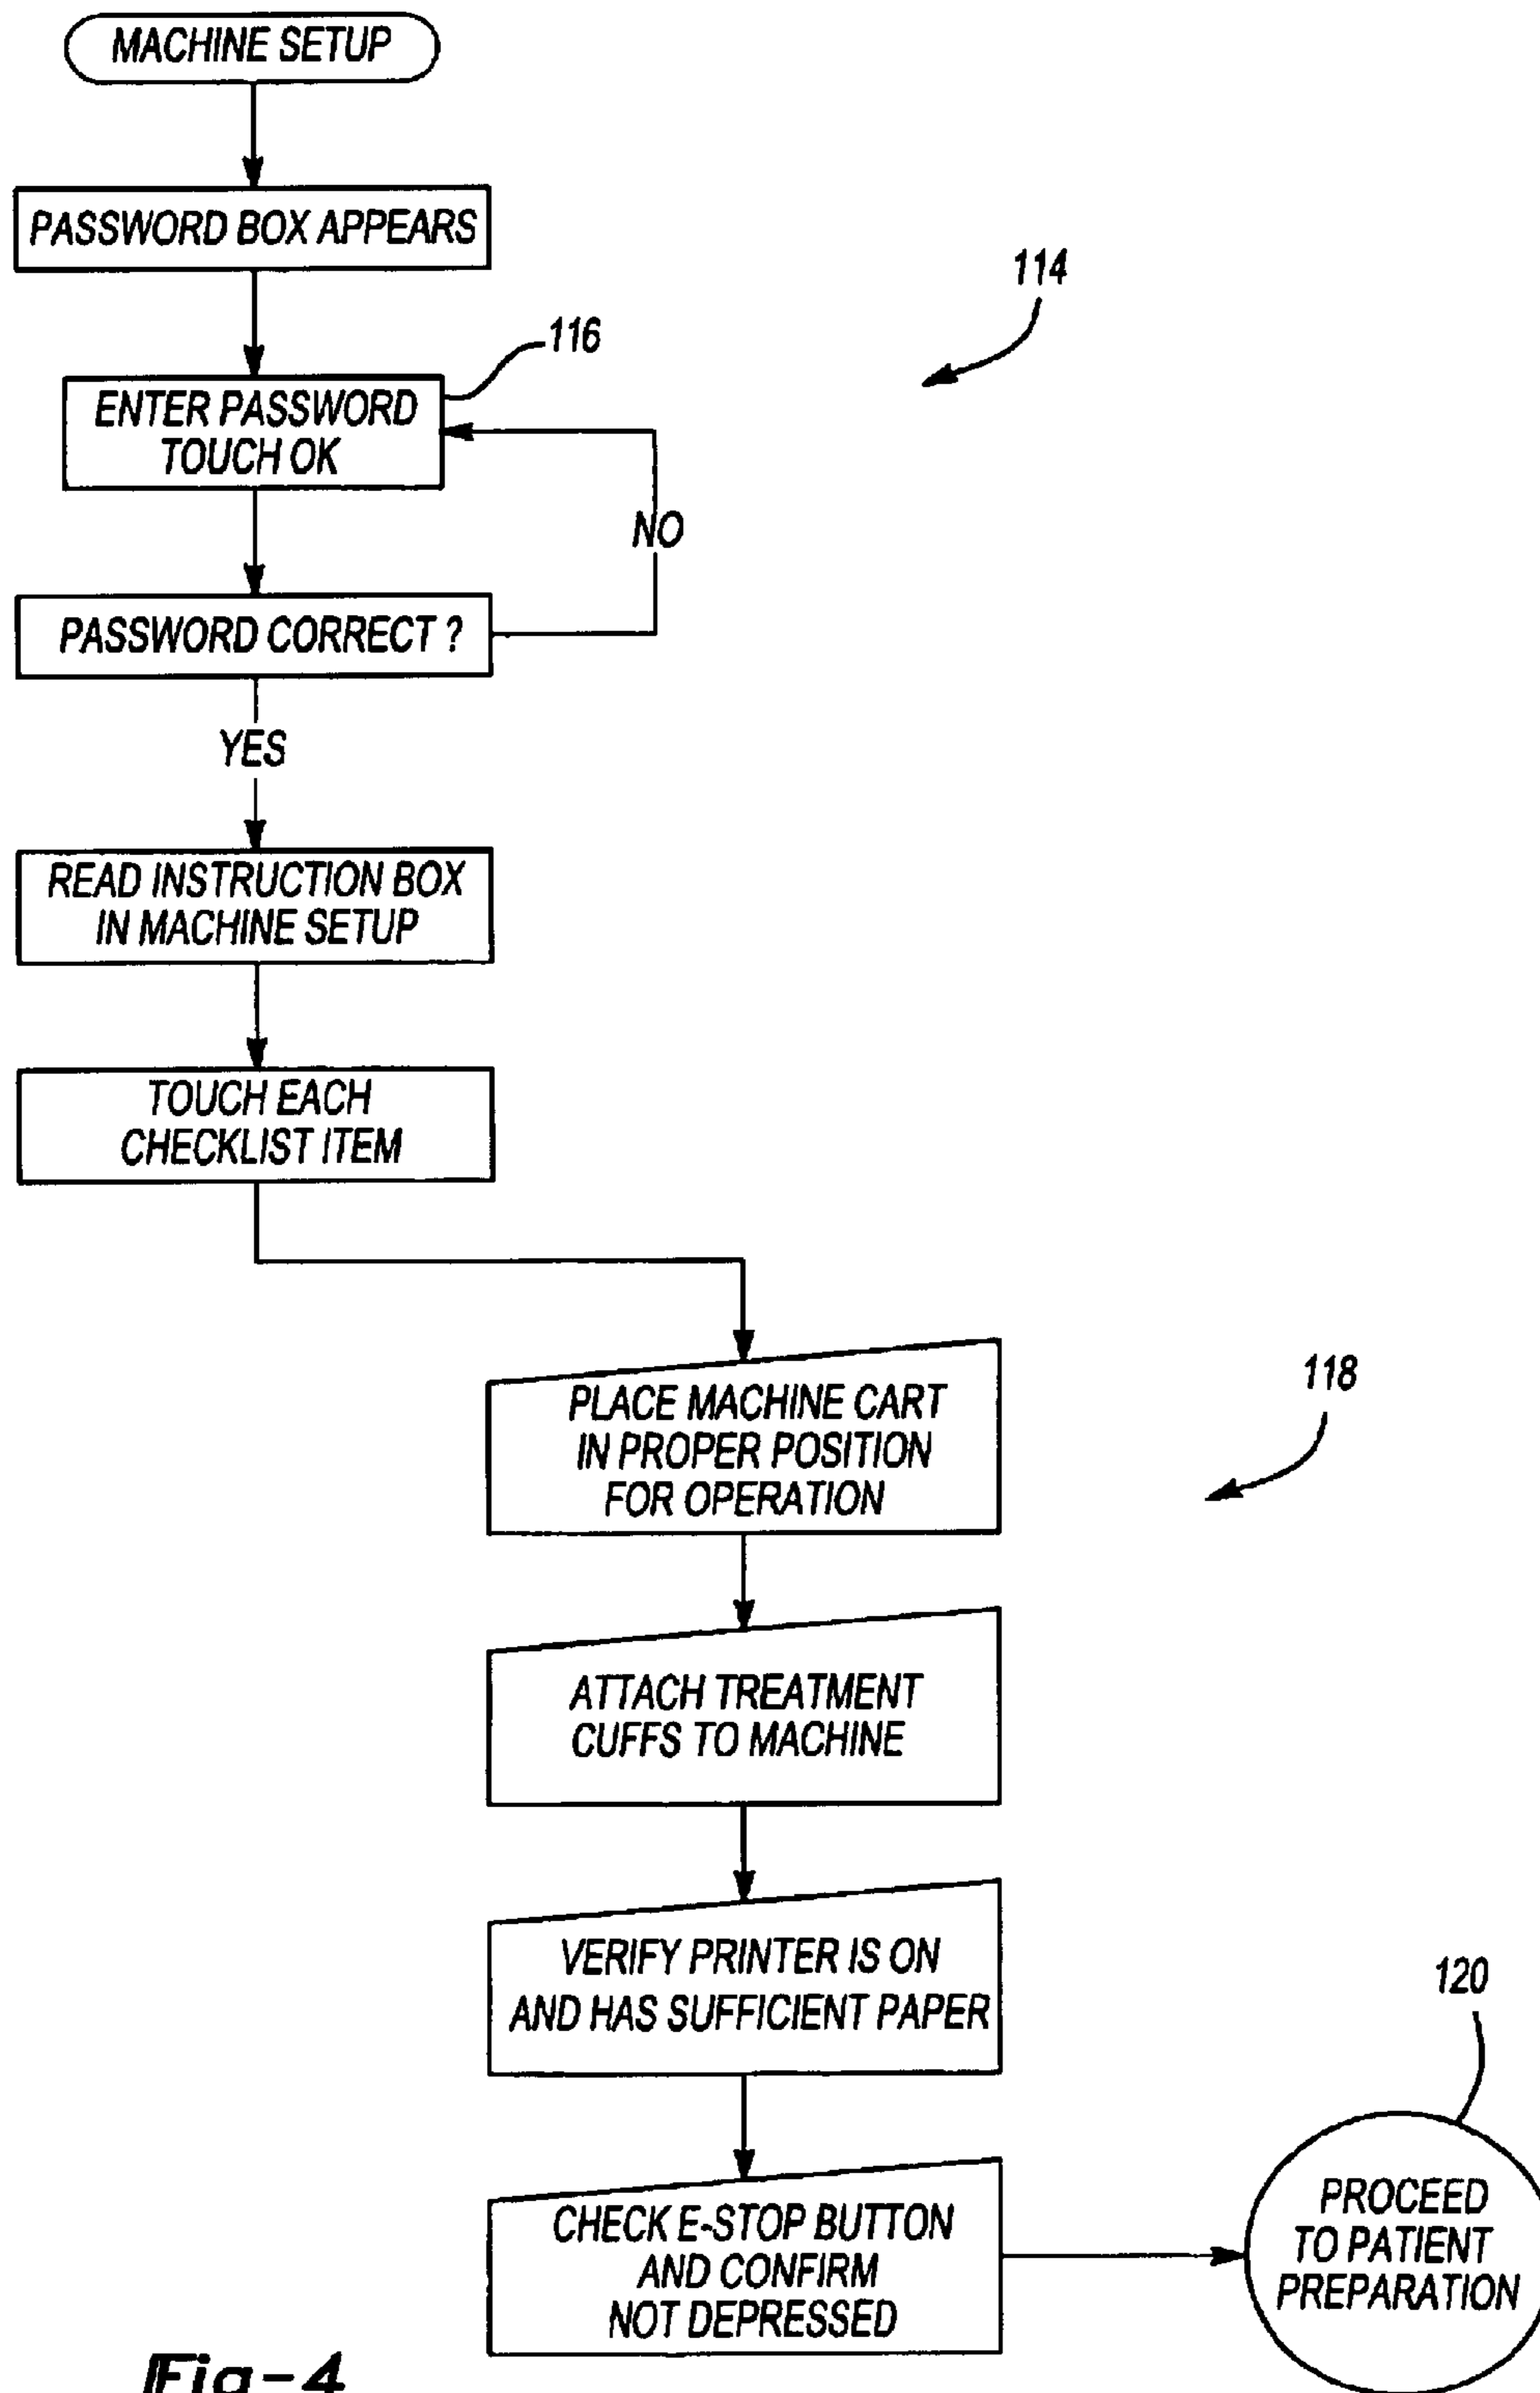 MACHINE SETUP
PASSWORD BOX APPEARS
114
116
ENTER PASSWORD
TOUCH OK
NO
PASSWORD CORRECT ?
YES
READ INSTRUCTION BOX
IN MACHINE SETUP
TOUCH EACH
CHECKLIST ITEM
118
PLACE MACHINE CART
IN PROPER POSITION
FOR OPERATION
ATTACH TREATMENT
CUFFS TO MACHINE
VERIFY PRINTER IS ON
AND HAS SUFFICIENT PAPER
120
CHECK E-STOP BUTTON
AND CONFIRM
NOT DEPRESSED
PROCEED
TO PATIENT
PREPARATION
Fig-4